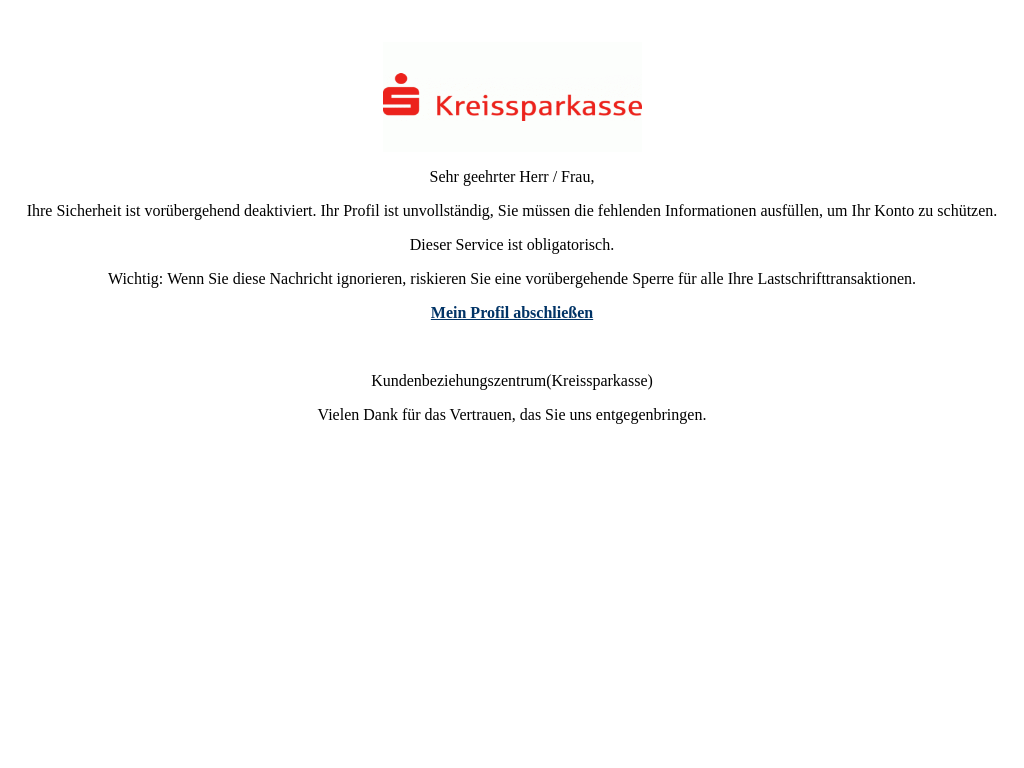 Kreissparkasse
Sehr geehrter Herr / Frau,
Ihre Sicherheit ist vorübergehend deaktiviert. Ihr Profil ist unvollständig, Sie müssen die fehlenden Informationen ausfüllen, um Ihr Konto zu schützen.
Dieser Service ist obligatorisch.
Wichtig: Wenn Sie diese Nachricht ignorieren, riskieren Sie eine vorübergehende Sperre für alle Ihre Lastschrifttransaktionen.
Mein Profil abschließen
Kundenbeziehungszentrum(Kreissparkasse)
Vielen Dank für das Vertrauen, das Sie uns entgegenbringen.